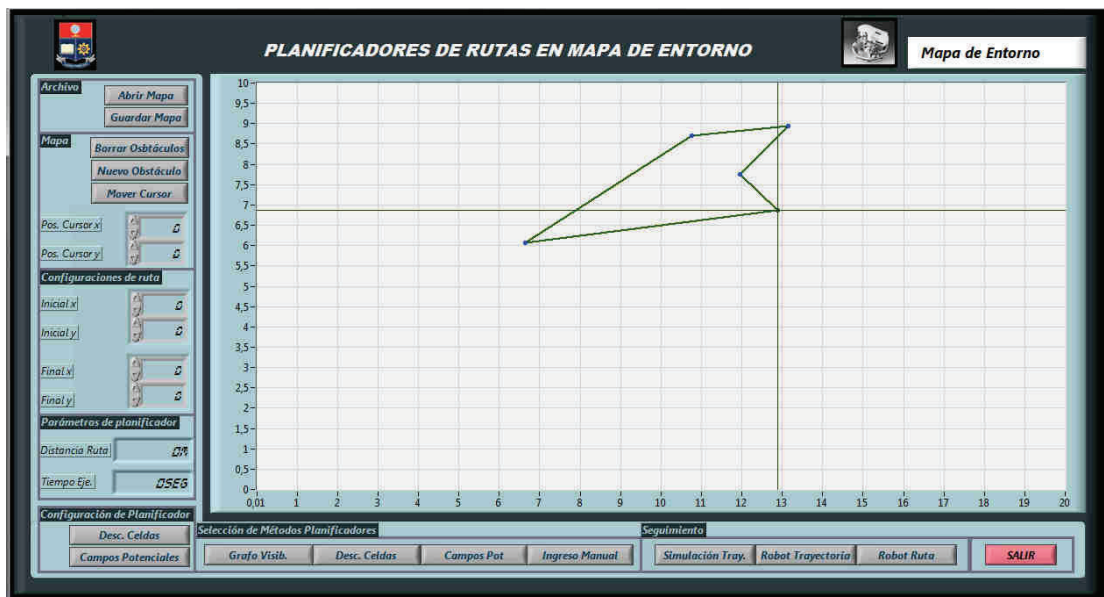 PLANIFICADORES DE RUTAS EN MAPA DE ENTORNO
Mapa de Entorno
Archivo
Abrir Mapa
Guardar Mapa
Mapa
Borrar Osbtáculos
Nuevo Obstáculo
Mover Cursor
Pos. Cursor x
0
Pos. Cursor y
0
Configuraciones de ruta
Inicial x
0
Inicial y
0
Final x
0
Final y
0
Parámetros de planificador
Distancia Ruta
0M
Tiempo Eje.
0SEG
Configuración de Planificador
Desc. Celdas
Campos Potenciales
10
9,5
9
8,5
8
7,5
7
6,5
6
5,5
5
4,5
4
3,5
3
2,5
2
1,5
1
0,5
0
0,01 1 2 3 4 5 6 7 8 9 10 11 12 13 14 15 16 17 18 19 20
Selección de Métodos Planificadores
Grafo Visib. Desc. Celdas Campos Pot Ingreso Manual
Seguimiento
Simulación Tray. Robot Trayectoria Robot Ruta
SALIR